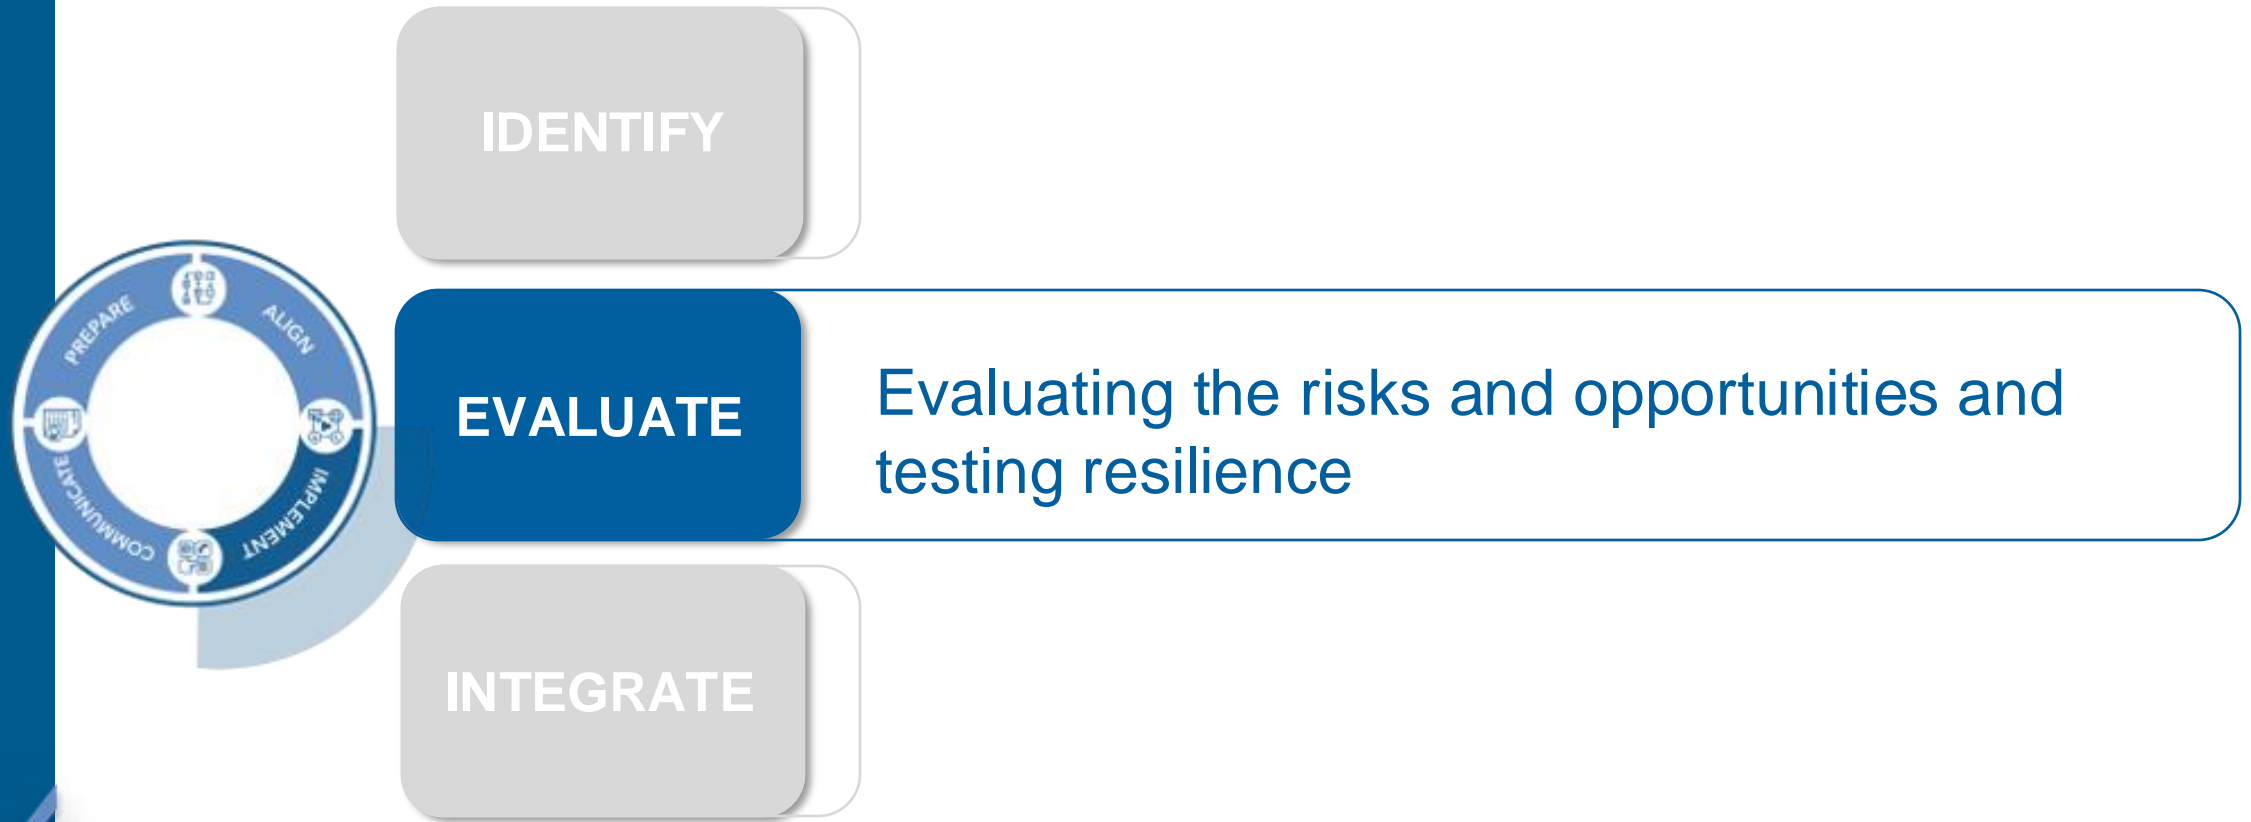 IDENTIFY
PREPARE
ALIGN
EVALUATE
Evaluating the risks and opportunities and
testing resilience
COMMUNICATE
IMPLEMENT
INTEGRATE